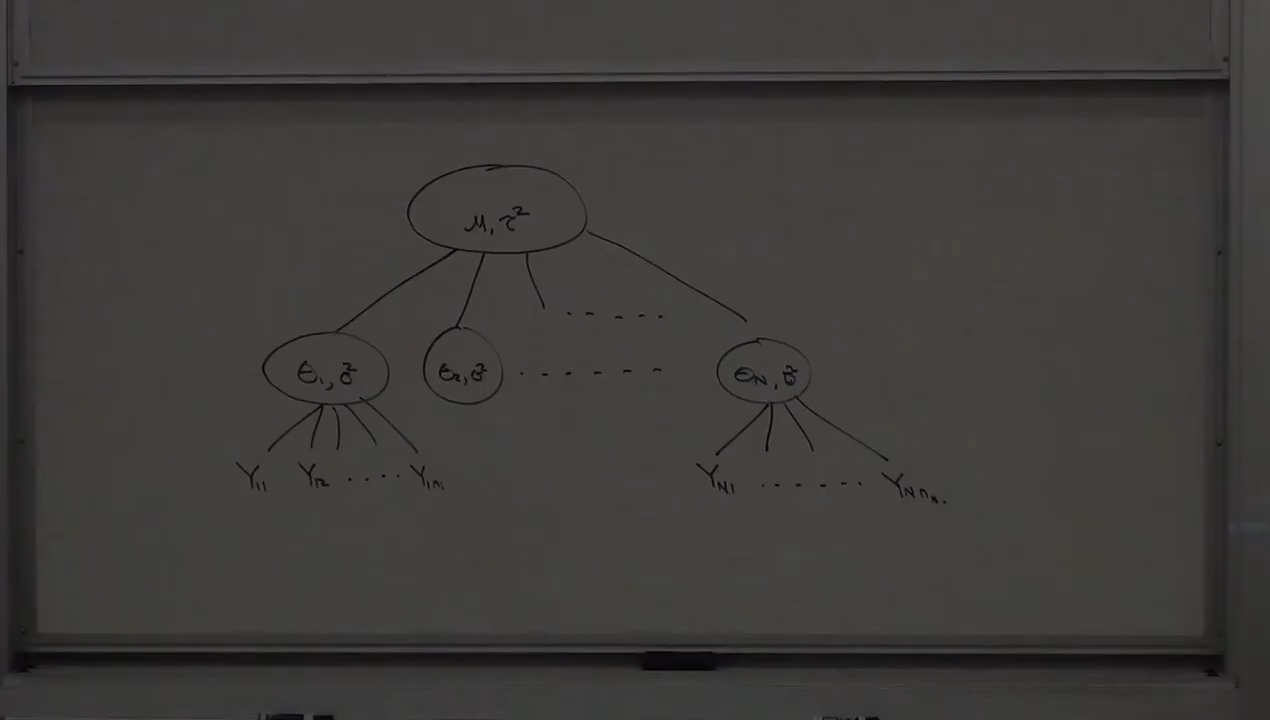 μ, τ²
θ₁, σ² θ₂, σ² . . . . . . . θN, σ²
Y₁₁ Y₁₂ . . . . Y₁n₁ YN₁ . . . . . . YNnN.